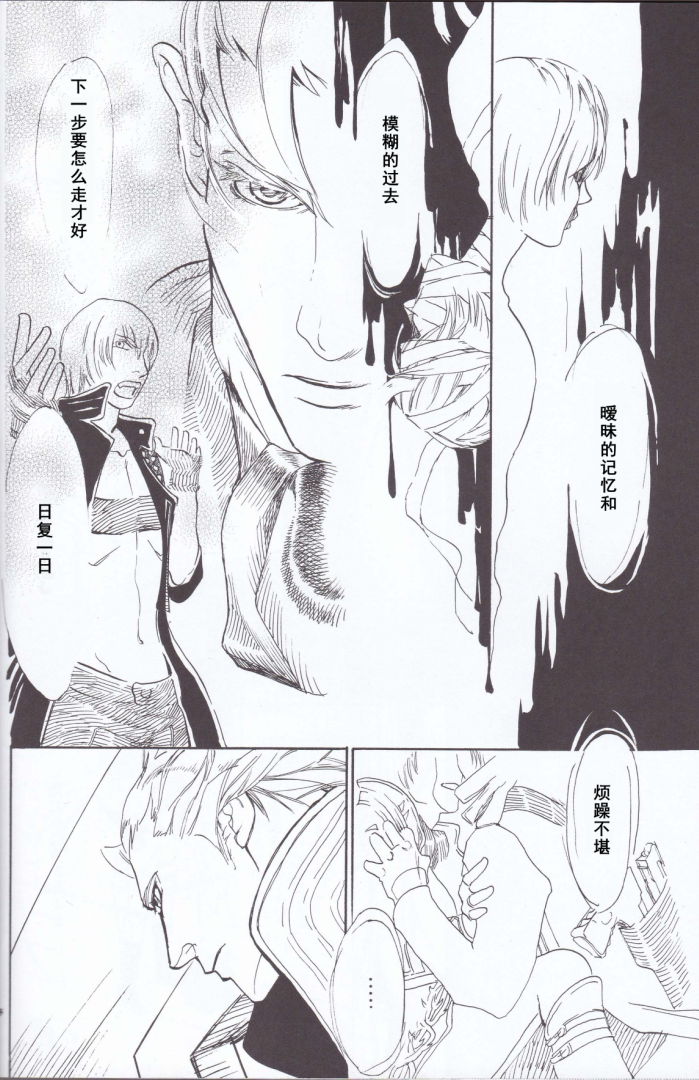 暧昧的记忆和
模糊的过去
下一步要怎么走才好
日复一日
烦躁不堪
……